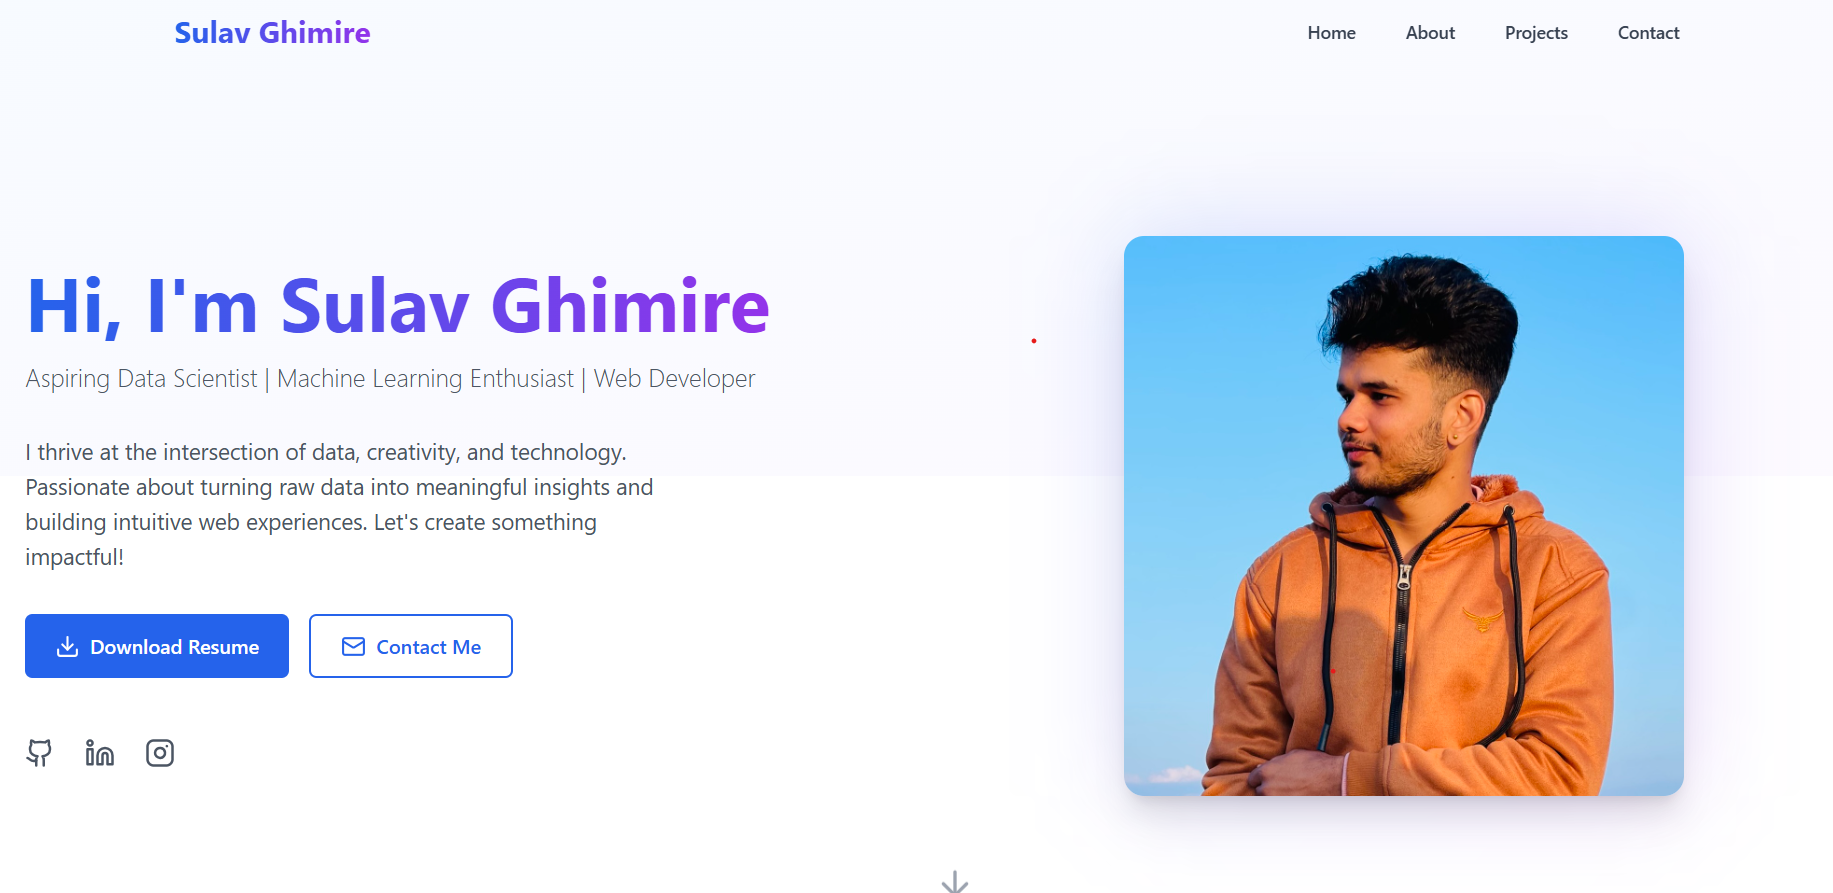 Sulav Ghimire
Home
About
Projects
Contact
Hi, I'm Sulav Ghimire
Aspiring Data Scientist | Machine Learning Enthusiast | Web Developer
I thrive at the intersection of data, creativity, and technology.
Passionate about turning raw data into meaningful insights and
building intuitive web experiences. Let's create something
impactful!
Download Resume
Contact Me